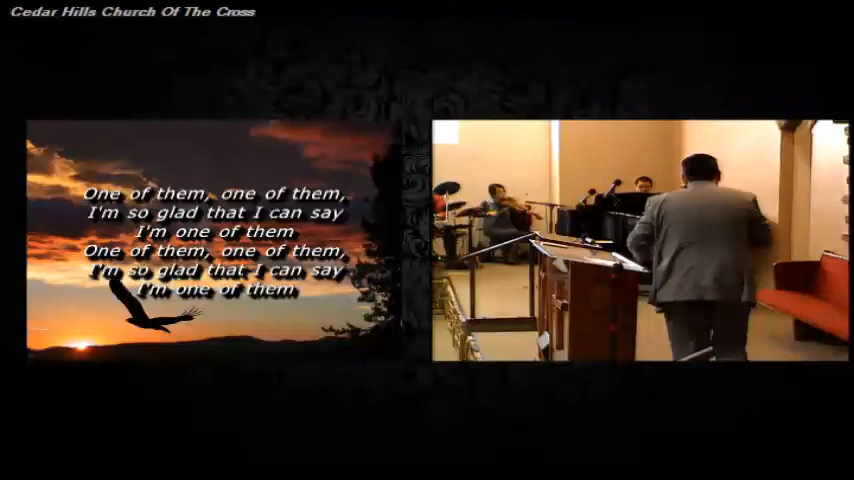 Cedar Hills Church Of The Cross
One of them, one of them,
I'm so glad that I can say
I'm one of them
One of them, one of them,
I'm so glad that I can say
I'm one of them